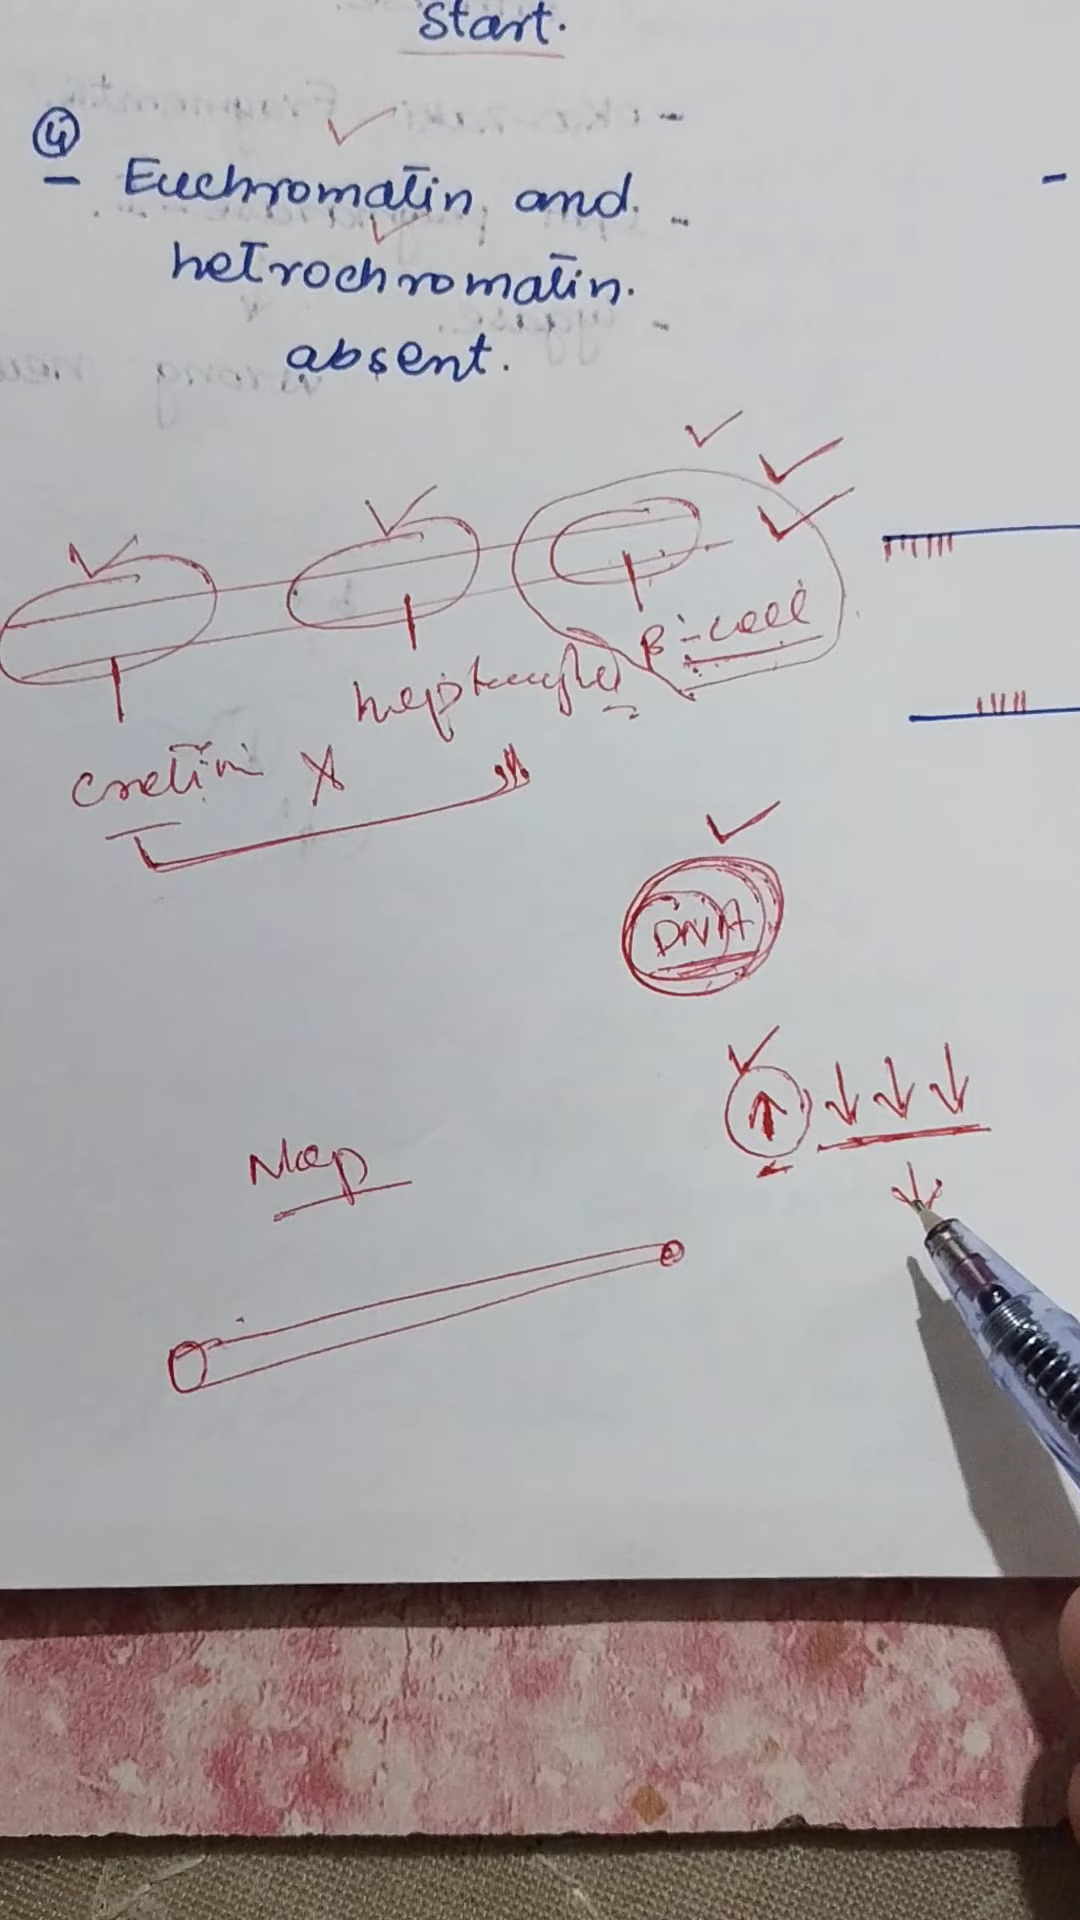 Start.
④
- Euchromatin and
hetrochromatin.
absent.
β-cell
DNA
Map